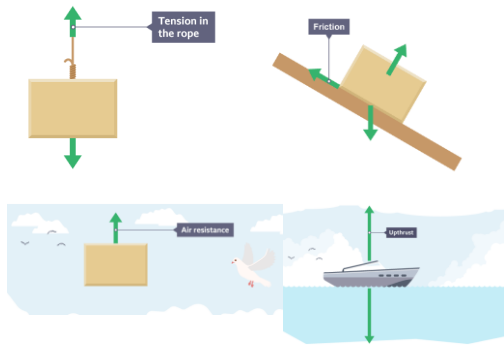 Tension in
the rope
Friction
Air resistance
Upthrust